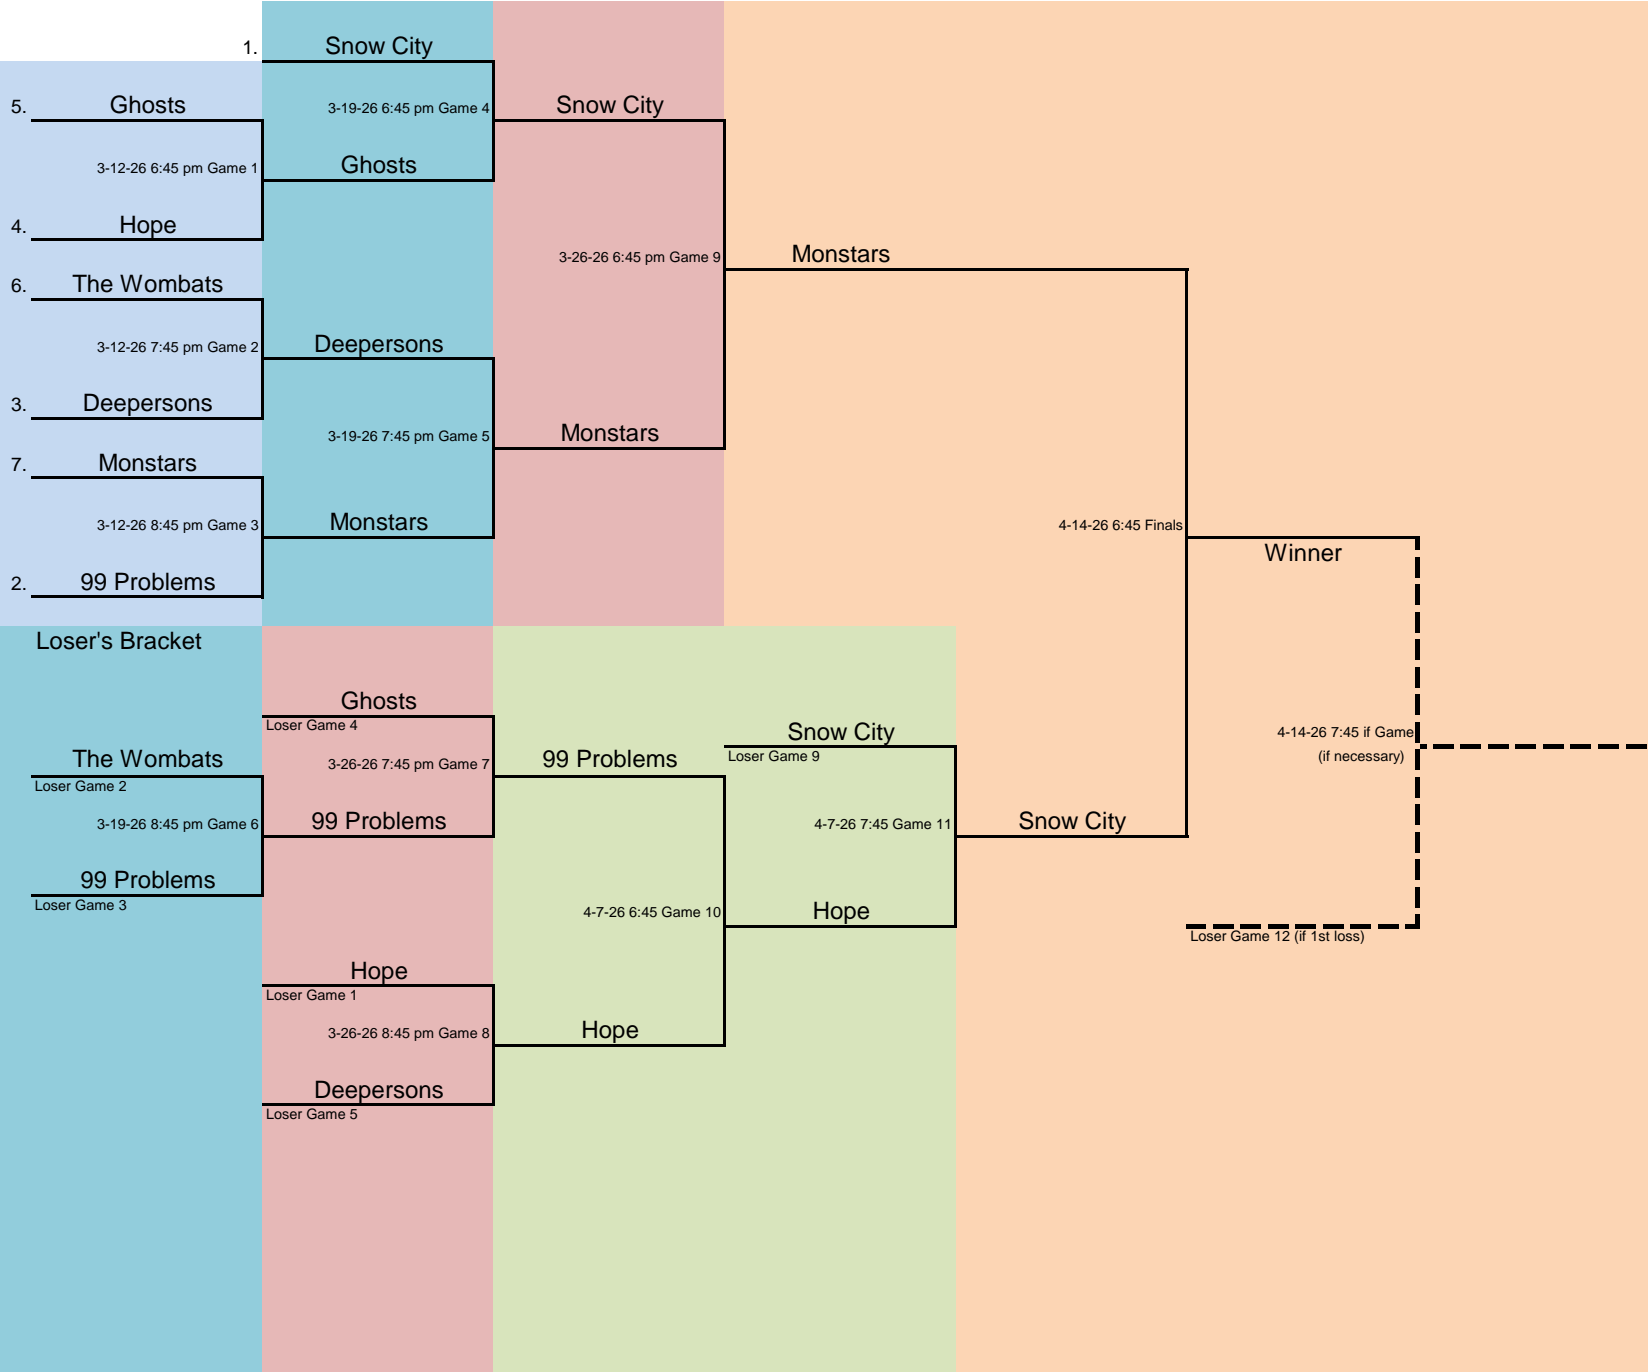 1. Snow City
5. Ghosts
3-19-26 6:45 pm Game 4
Snow City
3-12-26 6:45 pm Game 1
Ghosts
4. Hope
3-26-26 6:45 pm Game 9
Monstars
6. The Wombats
3-12-26 7:45 pm Game 2
Deepersons
3. Deepersons
3-19-26 7:45 pm Game 5
Monstars
7. Monstars
3-12-26 8:45 pm Game 3
Monstars
4-14-26 6:45 Finals
Winner
2. 99 Problems
Loser's Bracket
Ghosts
Loser Game 4
Snow City
Loser Game 9
4-14-26 7:45 if Game
(if necessary)
The Wombats
Loser Game 2
3-26-26 7:45 pm Game 7
99 Problems
3-19-26 8:45 pm Game 6
99 Problems
4-7-26 7:45 Game 11
Snow City
99 Problems
Loser Game 3
4-7-26 6:45 Game 10
Hope
Loser Game 12 (if 1st loss)
Hope
Loser Game 1
3-26-26 8:45 pm Game 8
Hope
Deepersons
Loser Game 5